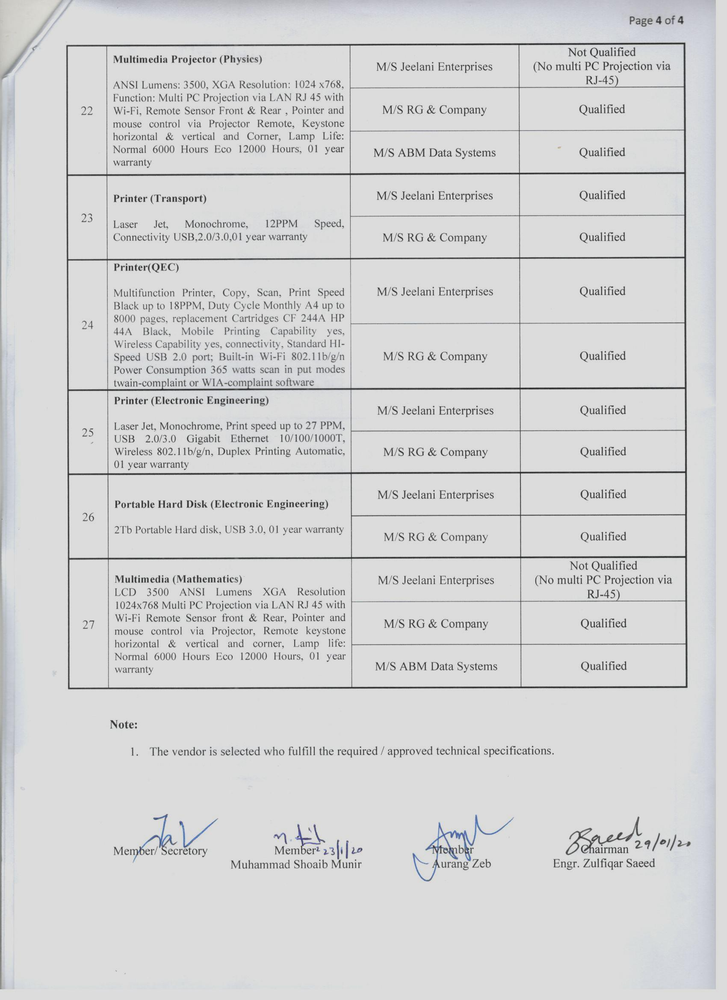 Page 4 of 4
22
Multimedia Projector (Physics)
ANSI Lumens: 3500, XGA Resolution: 1024 x768,
Function: Multi PC Projection via LAN RJ 45 with
Wi-Fi, Remote Sensor Front & Rear , Pointer and
mouse control via Projector Remote, Keystone
horizontal & vertical and Corner, Lamp Life:
Normal 6000 Hours Eco 12000 Hours, 01 year
warranty
M/S Jeelani Enterprises
Not Qualified
(No multi PC Projection via
RJ-45)
M/S RG & Company
Qualified
M/S ABM Data Systems
Qualified
23
Printer (Transport)
Laser Jet, Monochrome, 12PPM Speed,
Connectivity USB,2.0/3.0,01 year warranty
M/S Jeelani Enterprises
Qualified
M/S RG & Company
Qualified
24
Printer(QEC)
Multifunction Printer, Copy, Scan, Print Speed
Black up to 18PPM, Duty Cycle Monthly A4 up to
8000 pages, replacement Cartridges CF 244A HP
44A Black, Mobile Printing Capability yes,
Wireless Capability yes, connectivity, Standard HI-
Speed USB 2.0 port; Built-in Wi-Fi 802.11b/g/n
Power Consumption 365 watts scan in put modes
twain-complaint or WIA-complaint software
M/S Jeelani Enterprises
Qualified
M/S RG & Company
Qualified
25
Printer (Electronic Engineering)
Laser Jet, Monochrome, Print speed up to 27 PPM,
USB 2.0/3.0 Gigabit Ethernet 10/100/1000T,
Wireless 802.11b/g/n, Duplex Printing Automatic,
01 year warranty
M/S Jeelani Enterprises
Qualified
M/S RG & Company
Qualified
26
Portable Hard Disk (Electronic Engineering)
2Tb Portable Hard disk, USB 3.0, 01 year warranty
M/S Jeelani Enterprises
Qualified
M/S RG & Company
Qualified
27
Multimedia (Mathematics)
LCD 3500 ANSI Lumens XGA Resolution
1024x768 Multi PC Projection via LAN RJ 45 with
Wi-Fi Remote Sensor front & Rear, Pointer and
mouse control via Projector, Remote keystone
horizontal & vertical and corner, Lamp life:
Normal 6000 Hours Eco 12000 Hours, 01 year
warranty
M/S Jeelani Enterprises
Not Qualified
(No multi PC Projection via
RJ-45)
M/S RG & Company
Qualified
M/S ABM Data Systems
Qualified
Note:
1. The vendor is selected who fulfill the required / approved technical specifications.
Member/ Secretory
Member 23/1/20
Muhammad Shoaib Munir
Member
Aurang Zeb
Saeed
Chairman 29/01/20
Engr. Zulfiqar Saeed